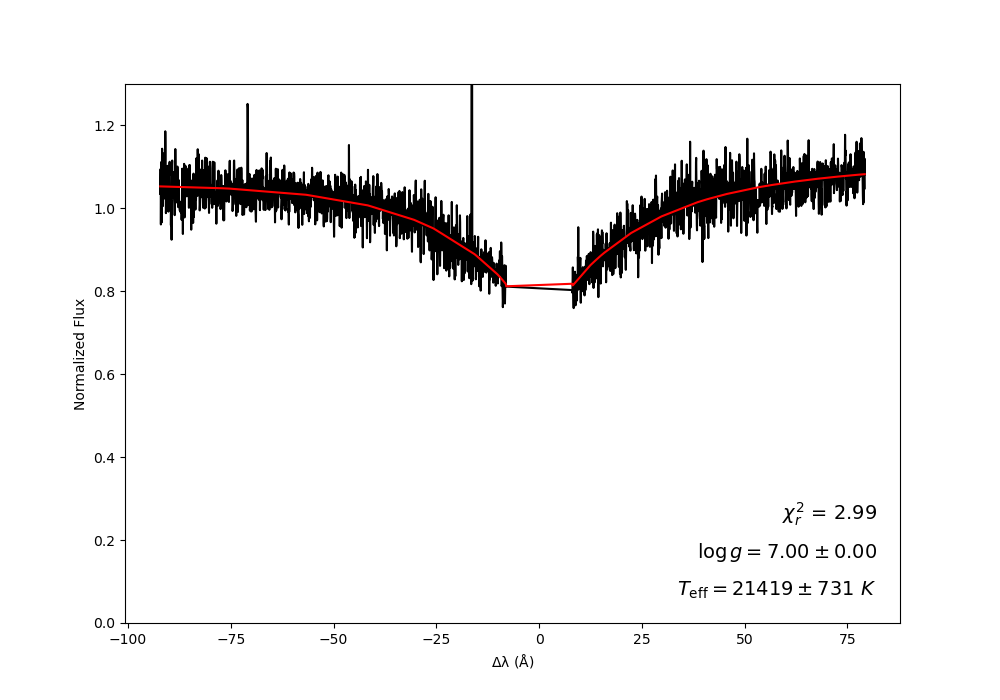 1.2
1.0
0.8
0.6
0.4
0.2
0.0
Normalized Flux
χ²ᵣ = 2.99
log g = 7.00 ± 0.00
T_eff = 21419 ± 731 K
−100 −75 −50 −25 0 25 50 75
Δλ (Å)